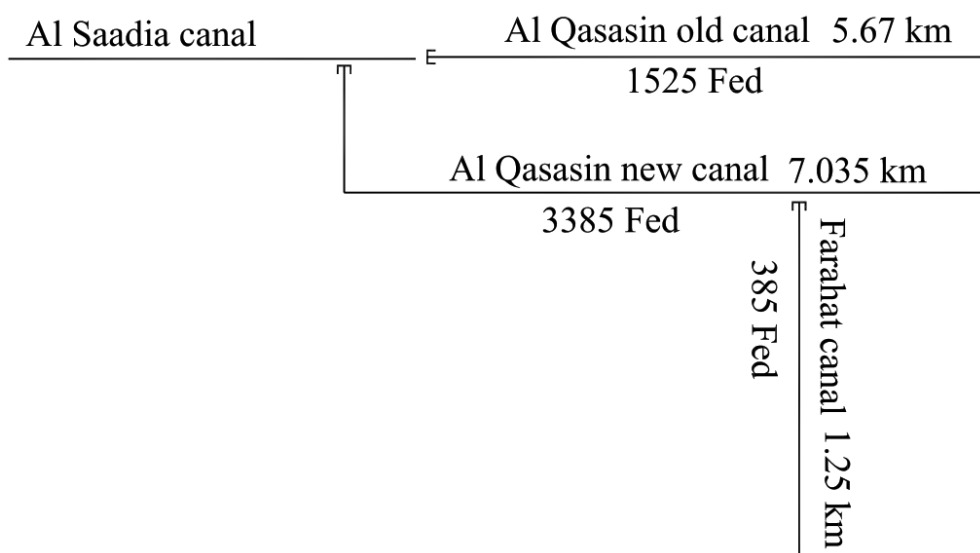 Al Saadia canal
Al Qasasin old canal 5.67 km
1525 Fed
Al Qasasin new canal 7.035 km
3385 Fed
385 Fed
Farahat canal 1.25 km